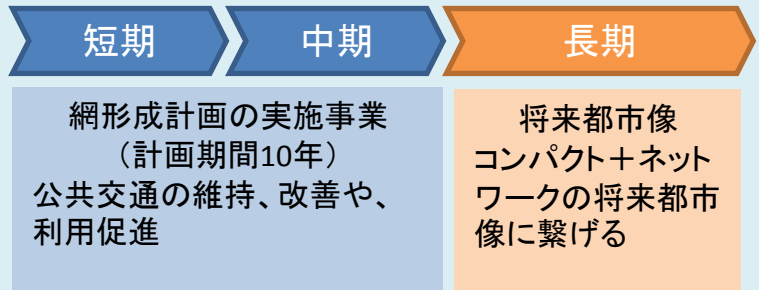 短期
中期
長期
網形成計画の実施事業
（計画期間10年）
公共交通の維持、改善や、
利用促進
将来都市像
コンパクト＋ネット
ワークの将来都市
像に繋げる